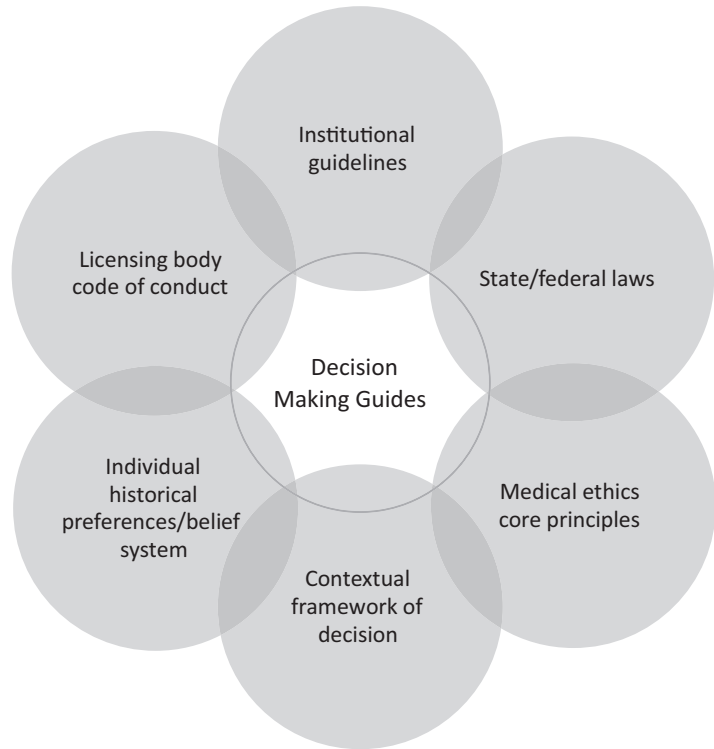 Institutional
guidelines
Licensing body
code of conduct
State/federal laws
Decision
Making Guides
Individual
historical
preferences/belief
system
Medical ethics
core principles
Contextual
framework of
decision